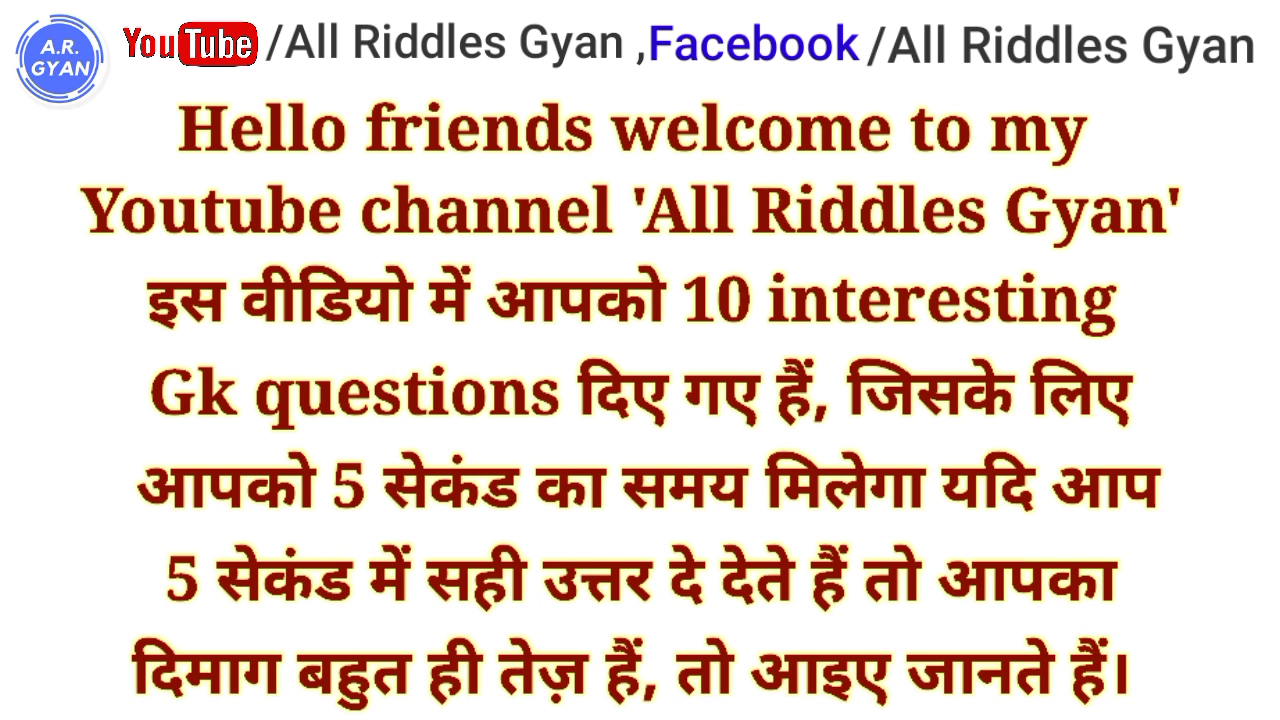 A.R. GYAN
YouTube /All Riddles Gyan ,Facebook /All Riddles Gyan
Hello friends welcome to my
Youtube channel 'All Riddles Gyan'
इस वीडियो में आपको 10 interesting
Gk questions दिए गए हैं, जिसके लिए
आपको 5 सेकंड का समय मिलेगा यदि आप
5 सेकंड में सही उत्तर दे देते हैं तो आपका
दिमाग बहुत ही तेज़ हैं, तो आइए जानते हैं।